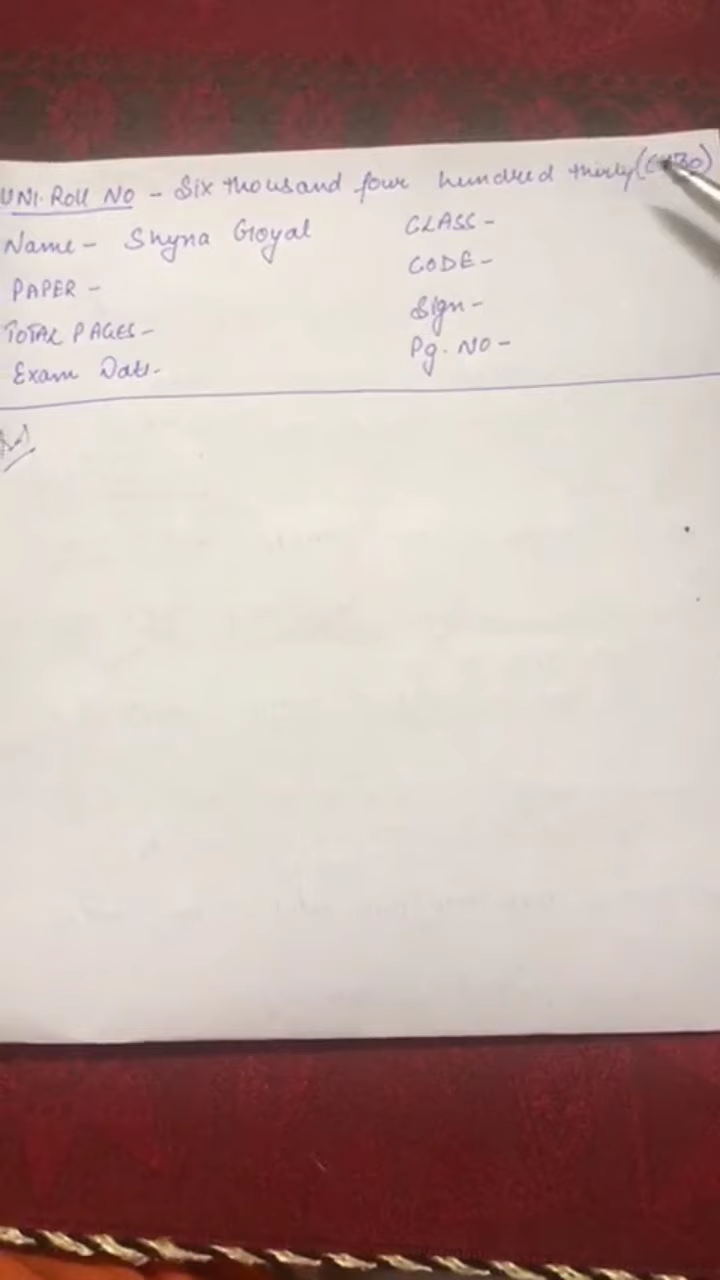 UNI. Roll NO - Six thousand four hundred thirty (6430)
Name - Shyna Goyal
CLASS -
PAPER -
CODE -
TOTAL PAGES -
Sign -
Exam Date -
Pg. NO -